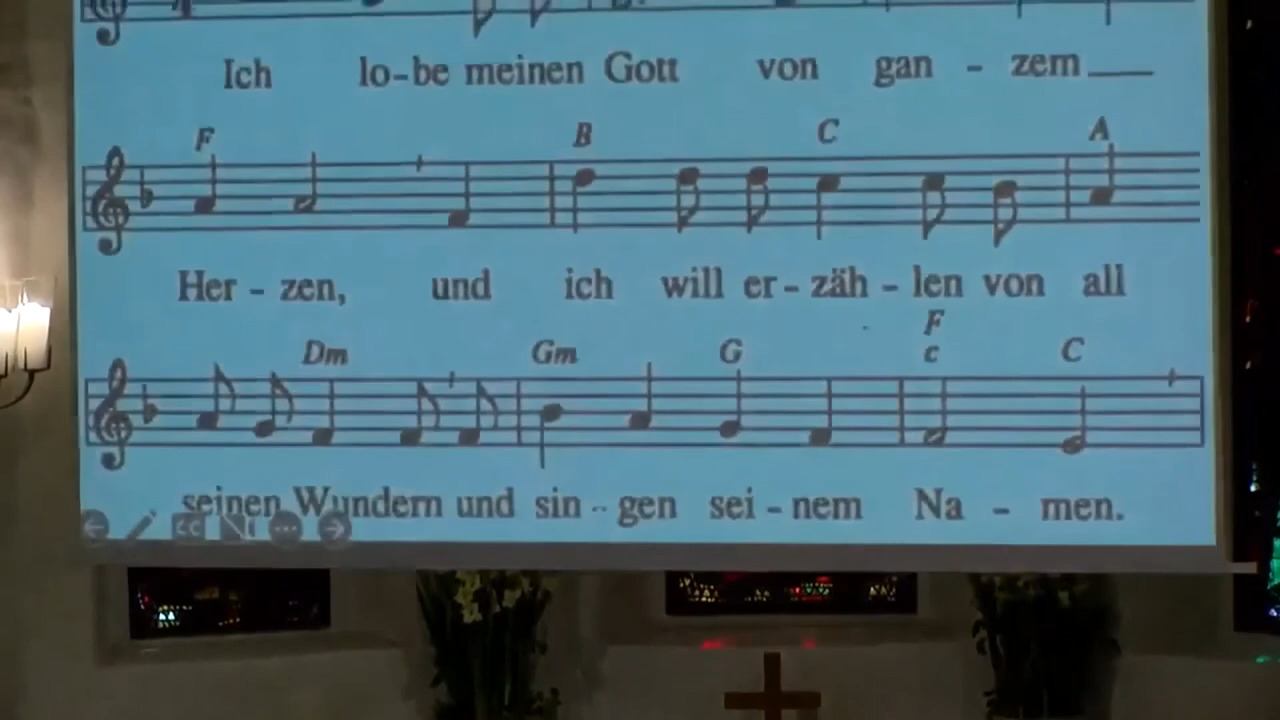 Ich lo-be meinen Gott von gan - zem
F B C A
Her - zen, und ich will er - zäh - len von all
F
Dm Gm G c C
seinen Wundern und sin - gen sei - nem Na - men.